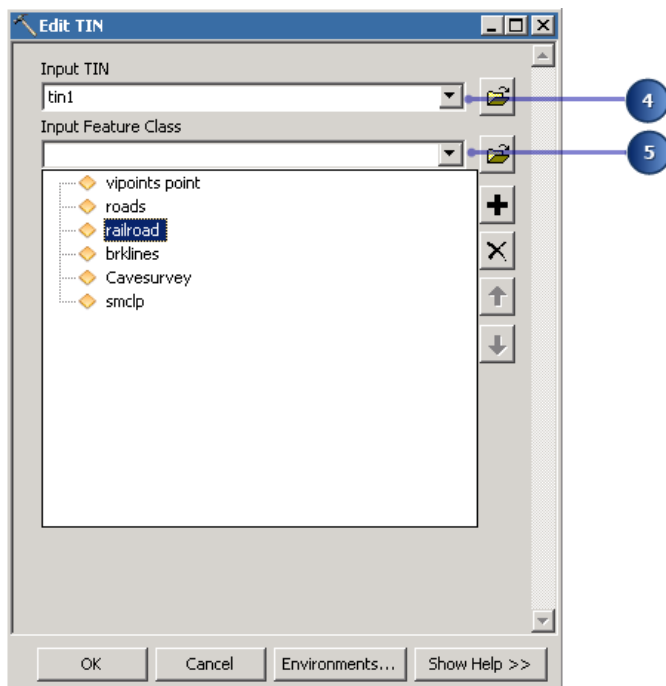 Edit TIN
Input TIN
tin1
4
Input Feature Class
5
vipoints point
roads
railroad
brklines
Cavesurvey
smclp
OK
Cancel
Environments...
Show Help >>